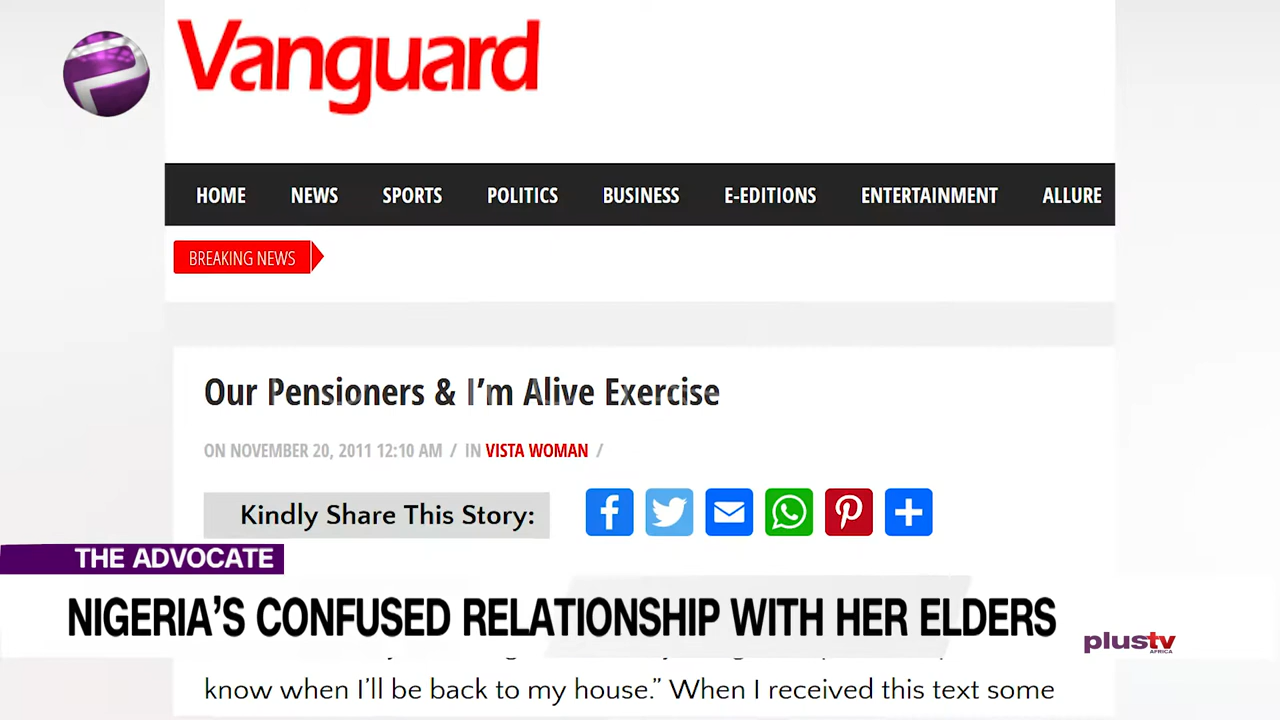 Vanguard
HOME NEWS SPORTS POLITICS BUSINESS E-EDITIONS ENTERTAINMENT ALLURE
BREAKING NEWS
Our Pensioners & I’m Alive Exercise
ON NOVEMBER 20, 2011 12:10 AM / IN VISTA WOMAN /
Kindly Share This Story:
THE ADVOCATE
NIGERIA’S CONFUSED RELATIONSHIP WITH HER ELDERS
plustv
AFRICA
know when I’ll be back to my house.” When I received this text some